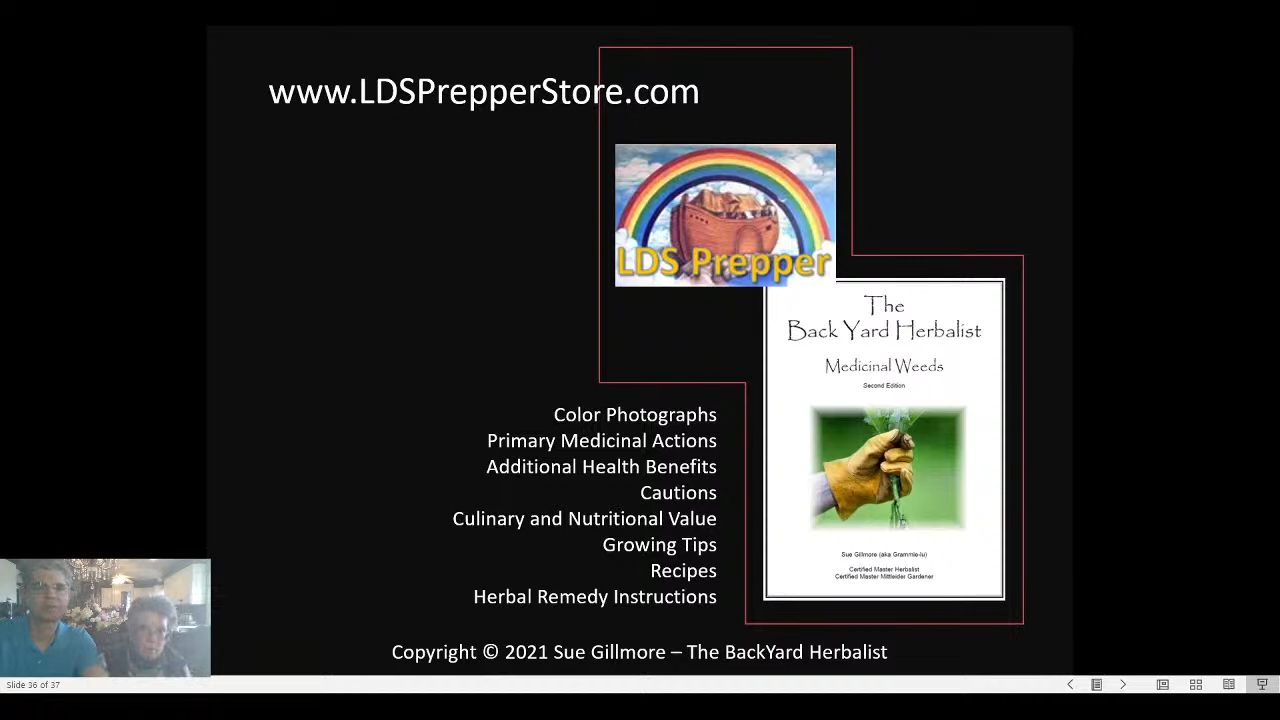 www.LDSPrepperStore.com
LDS Prepper
The
Back Yard Herbalist
Medicinal Weeds
Second Edition
Sue Gillmore (aka Grammie-lu)
Certified Master Herbalist
Certified Master Mittleider Gardener
Color Photographs
Primary Medicinal Actions
Additional Health Benefits
Cautions
Culinary and Nutritional Value
Growing Tips
Recipes
Herbal Remedy Instructions
Copyright © 2021 Sue Gillmore – The BackYard Herbalist
Slide 36 of 37